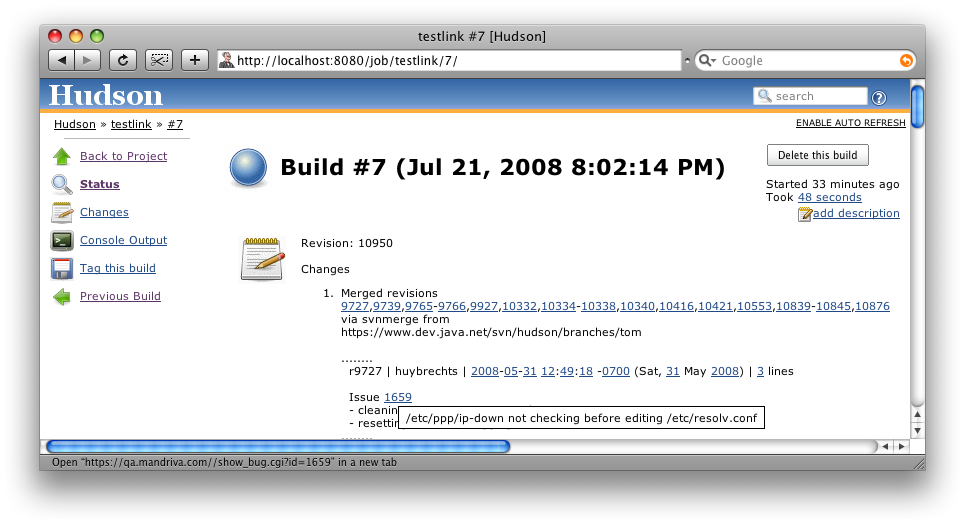 testlink #7 [Hudson]
http://localhost:8080/job/testlink/7/
Google
Hudson
search
?
Hudson » testlink » #7
ENABLE AUTO REFRESH
Back to Project
Status
Changes
Console Output
Tag this build
Previous Build
Build #7 (Jul 21, 2008 8:02:14 PM)
Delete this build
Started 33 minutes ago
Took 48 seconds
add description
Revision: 10950
Changes
1. Merged revisions
9727,9739,9765-9766,9927,10332,10334-10338,10340,10416,10421,10553,10839-10845,10876
via svnmerge from
https://www.dev.java.net/svn/hudson/branches/tom
........
r9727 | huybrechts | 2008-05-31 12:49:18 -0700 (Sat, 31 May 2008) | 3 lines
Issue 1659
- cleanin
- resettin
/etc/ppp/ip-down not checking before editing /etc/resolv.conf
........
Open "https://qa.mandriva.com//show_bug.cgi?id=1659" in a new tab